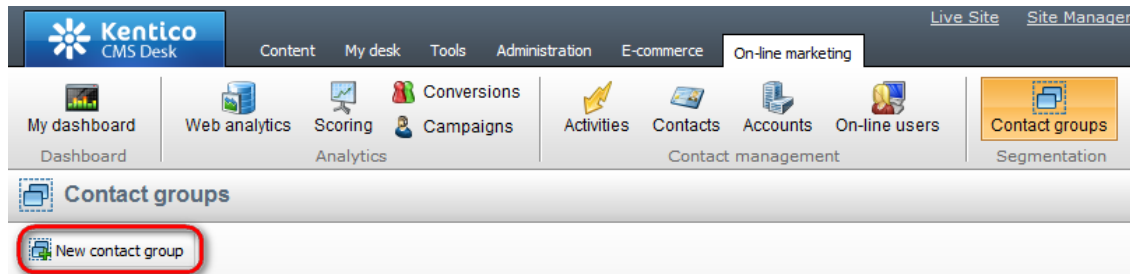 Live Site Site Manager
Kentico
CMS Desk
Content My desk Tools Administration E-commerce On-line marketing
Conversions
My dashboard Web analytics Scoring Campaigns Activities Contacts Accounts On-line users Contact groups
Dashboard Analytics Contact management Segmentation
Contact groups
New contact group